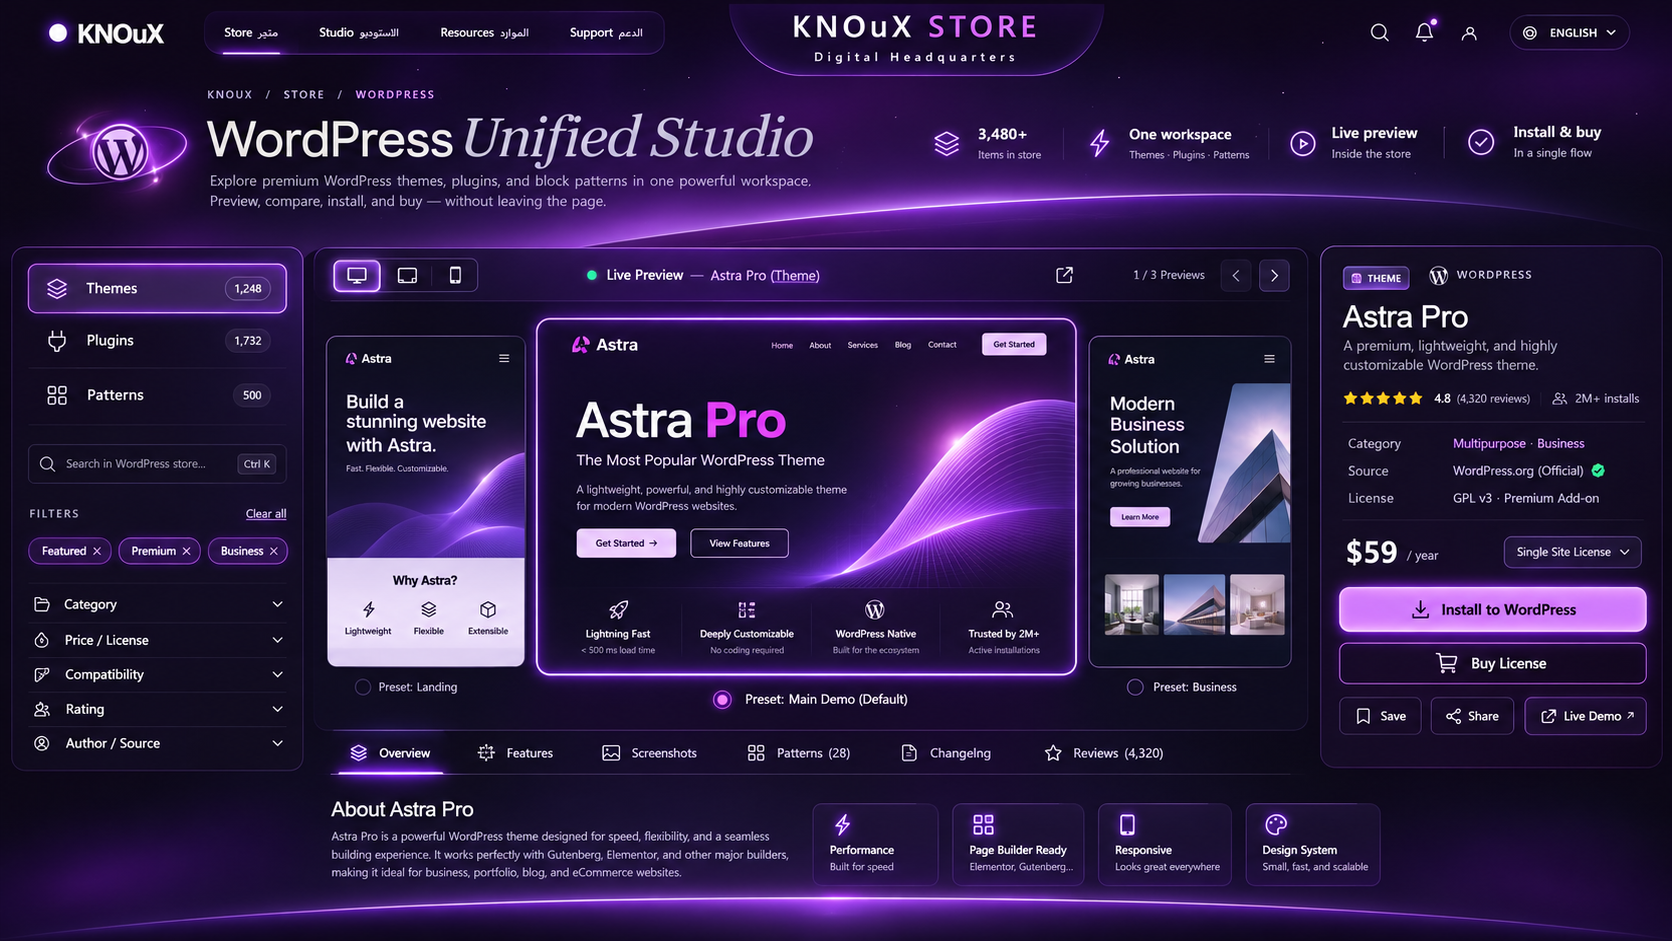 KNOuX
Store متجر
Studio الاستوديو
Resources الموارد
Support الدعم
KNOuX STORE
Digital Headquarters
ENGLISH
KNOUX / STORE / WORDPRESS
WordPress Unified Studio
Explore premium WordPress themes, plugins, and block patterns in one powerful workspace.
Preview, compare, install, and buy — without leaving the page.
3,480+
Items in store
One workspace
Themes · Plugins · Patterns
Live preview
Inside the store
Install & buy
In a single flow
Themes 1,248
Plugins 1,732
Patterns 500
Search in WordPress store... Ctrl K
FILTERS Clear all
Featured × Premium × Business ×
Category
Price / License
Compatibility
Rating
Author / Source
Live Preview — Astra Pro (Theme)
1 / 3 Previews
Astra
Build a
stunning website
with Astra.
Fast. Flexible. Customizable.
Why Astra?
Lightweight Flexible Extensible
Preset: Landing
Astra
Home About Services Blog Contact Get Started
Astra Pro
The Most Popular WordPress Theme
A lightweight, powerful, and highly customizable theme
for modern WordPress websites.
Get Started → View Features
Lightning Fast
< 500 ms load time
Deeply Customizable
No coding required
WordPress Native
Built for the ecosystem
Trusted by 2M+
Active installations
Preset: Main Demo (Default)
Astra
Modern
Business
Solution
A professional website for
growing businesses.
Learn More
Preset: Business
THEME WORDPRESS
Astra Pro
A premium, lightweight, and highly
customizable WordPress theme.
4.8 (4,320 reviews) 2M+ installs
Category Multipurpose · Business
Source WordPress.org (Official)
License GPL v3 · Premium Add-on
$59 / year Single Site License
Install to WordPress
Buy License
Save Share Live Demo ↗
Overview Features Screenshots Patterns (28) Changelng Reviews (4,320)
About Astra Pro
Astra Pro is a powerful WordPress theme designed for speed, flexibility, and a seamless
building experience. It works perfectly with Gutenberg, Elementor, and other major builders,
making it ideal for business, portfolio, blog, and eCommerce websites.
Performance
Built for speed
Page Builder Ready
Elementor, Gutenberg...
Responsive
Looks great everywhere
Design System
Small, fast, and scalable